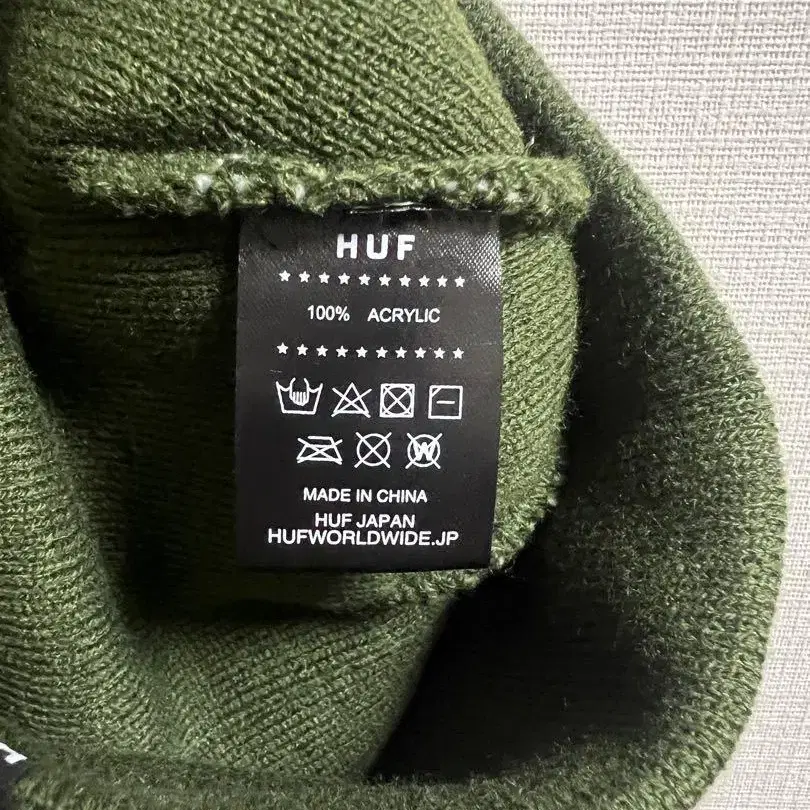 HUF
100% ACRYLIC
W
MADE IN CHINA
HUF JAPAN
HUFWORLDWIDE.JP